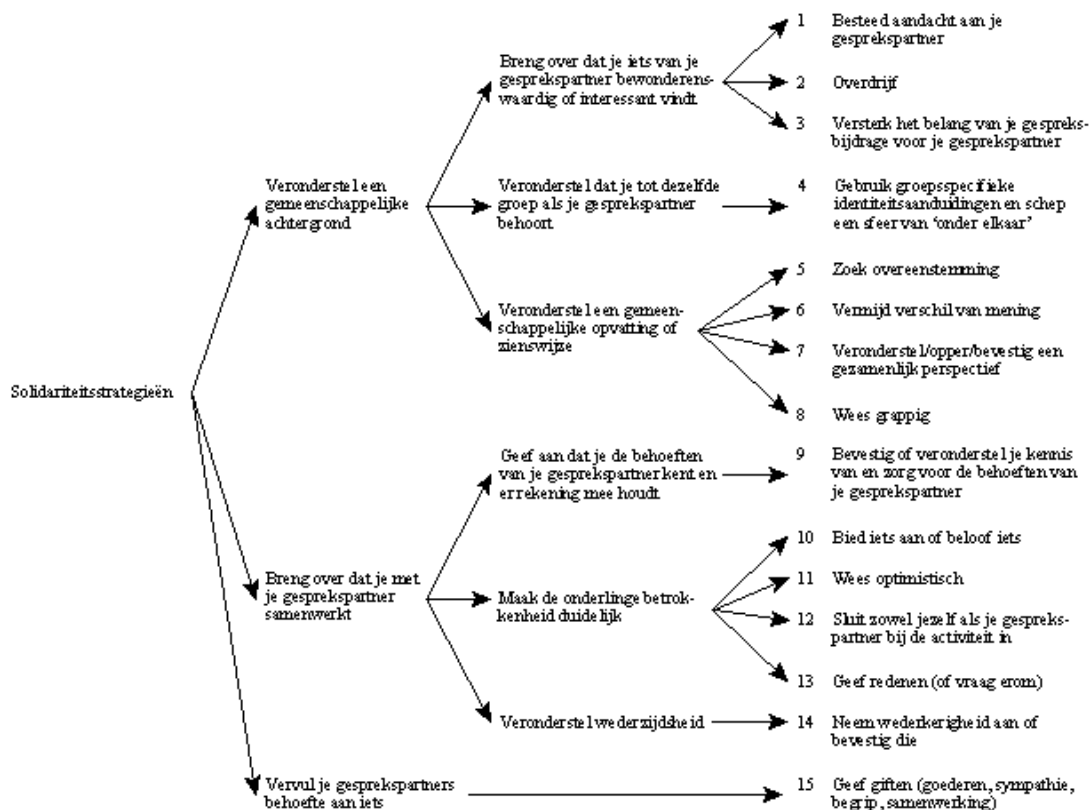 1 Besteed aandacht aan je
gesprekspartner
Breng over dat je iets van je
gesprekspartner bewonderens-
waardig of interessant vindt
2 Overdrijf
3 Versterk het belang van je gespreks-
bijdrage voor je gesprekspartner
Veronderstel een
gemeenschappelijke
achtergrond
Veronderstel dat je tot dezelfde
groep als je gesprekspartner
behoort
4 Gebruik groepsspecifieke
identiteitsaanduidingen en schep
een sfeer van ‘onder elkaar’
5 Zoek overeenstemming
Veronderstel een gemeen-
schappelijke opvatting of
zienswijze
6 Vermijd verschil van mening
7 Veronderstel/opper/bevestig een
gezamenlijk perspectief
8 Wees grappig
Solidariteitsstrategieën
Geef aan dat je de behoeften
van je gesprekspartner kent en
er rekening mee houdt
9 Bevestig of veronderstel je kennis
van en zorg voor de behoeften van
je gesprekspartner
10 Bied iets aan of beloof iets
Breng over dat je met
je gesprekspartner
samenwerkt
Maak de onderlinge betrok-
kenheid duidelijk
11 Wees optimistisch
12 Sluit zowel jezelf als je gespreks-
partner bij de activiteit in
13 Geef redenen (of vraag erom)
Veronderstel wederzijdsheid
14 Neem wederkerigheid aan of
bevestig die
Vervul je gesprekspartners
behoefte aan iets
15 Geef giften (goederen, sympathie,
begrip, samenwerking)